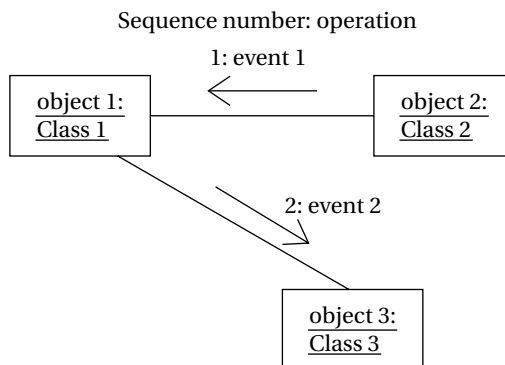 Sequence number: operation
1: event 1
object 1:
Class 1
object 2:
Class 2
2: event 2
object 3:
Class 3